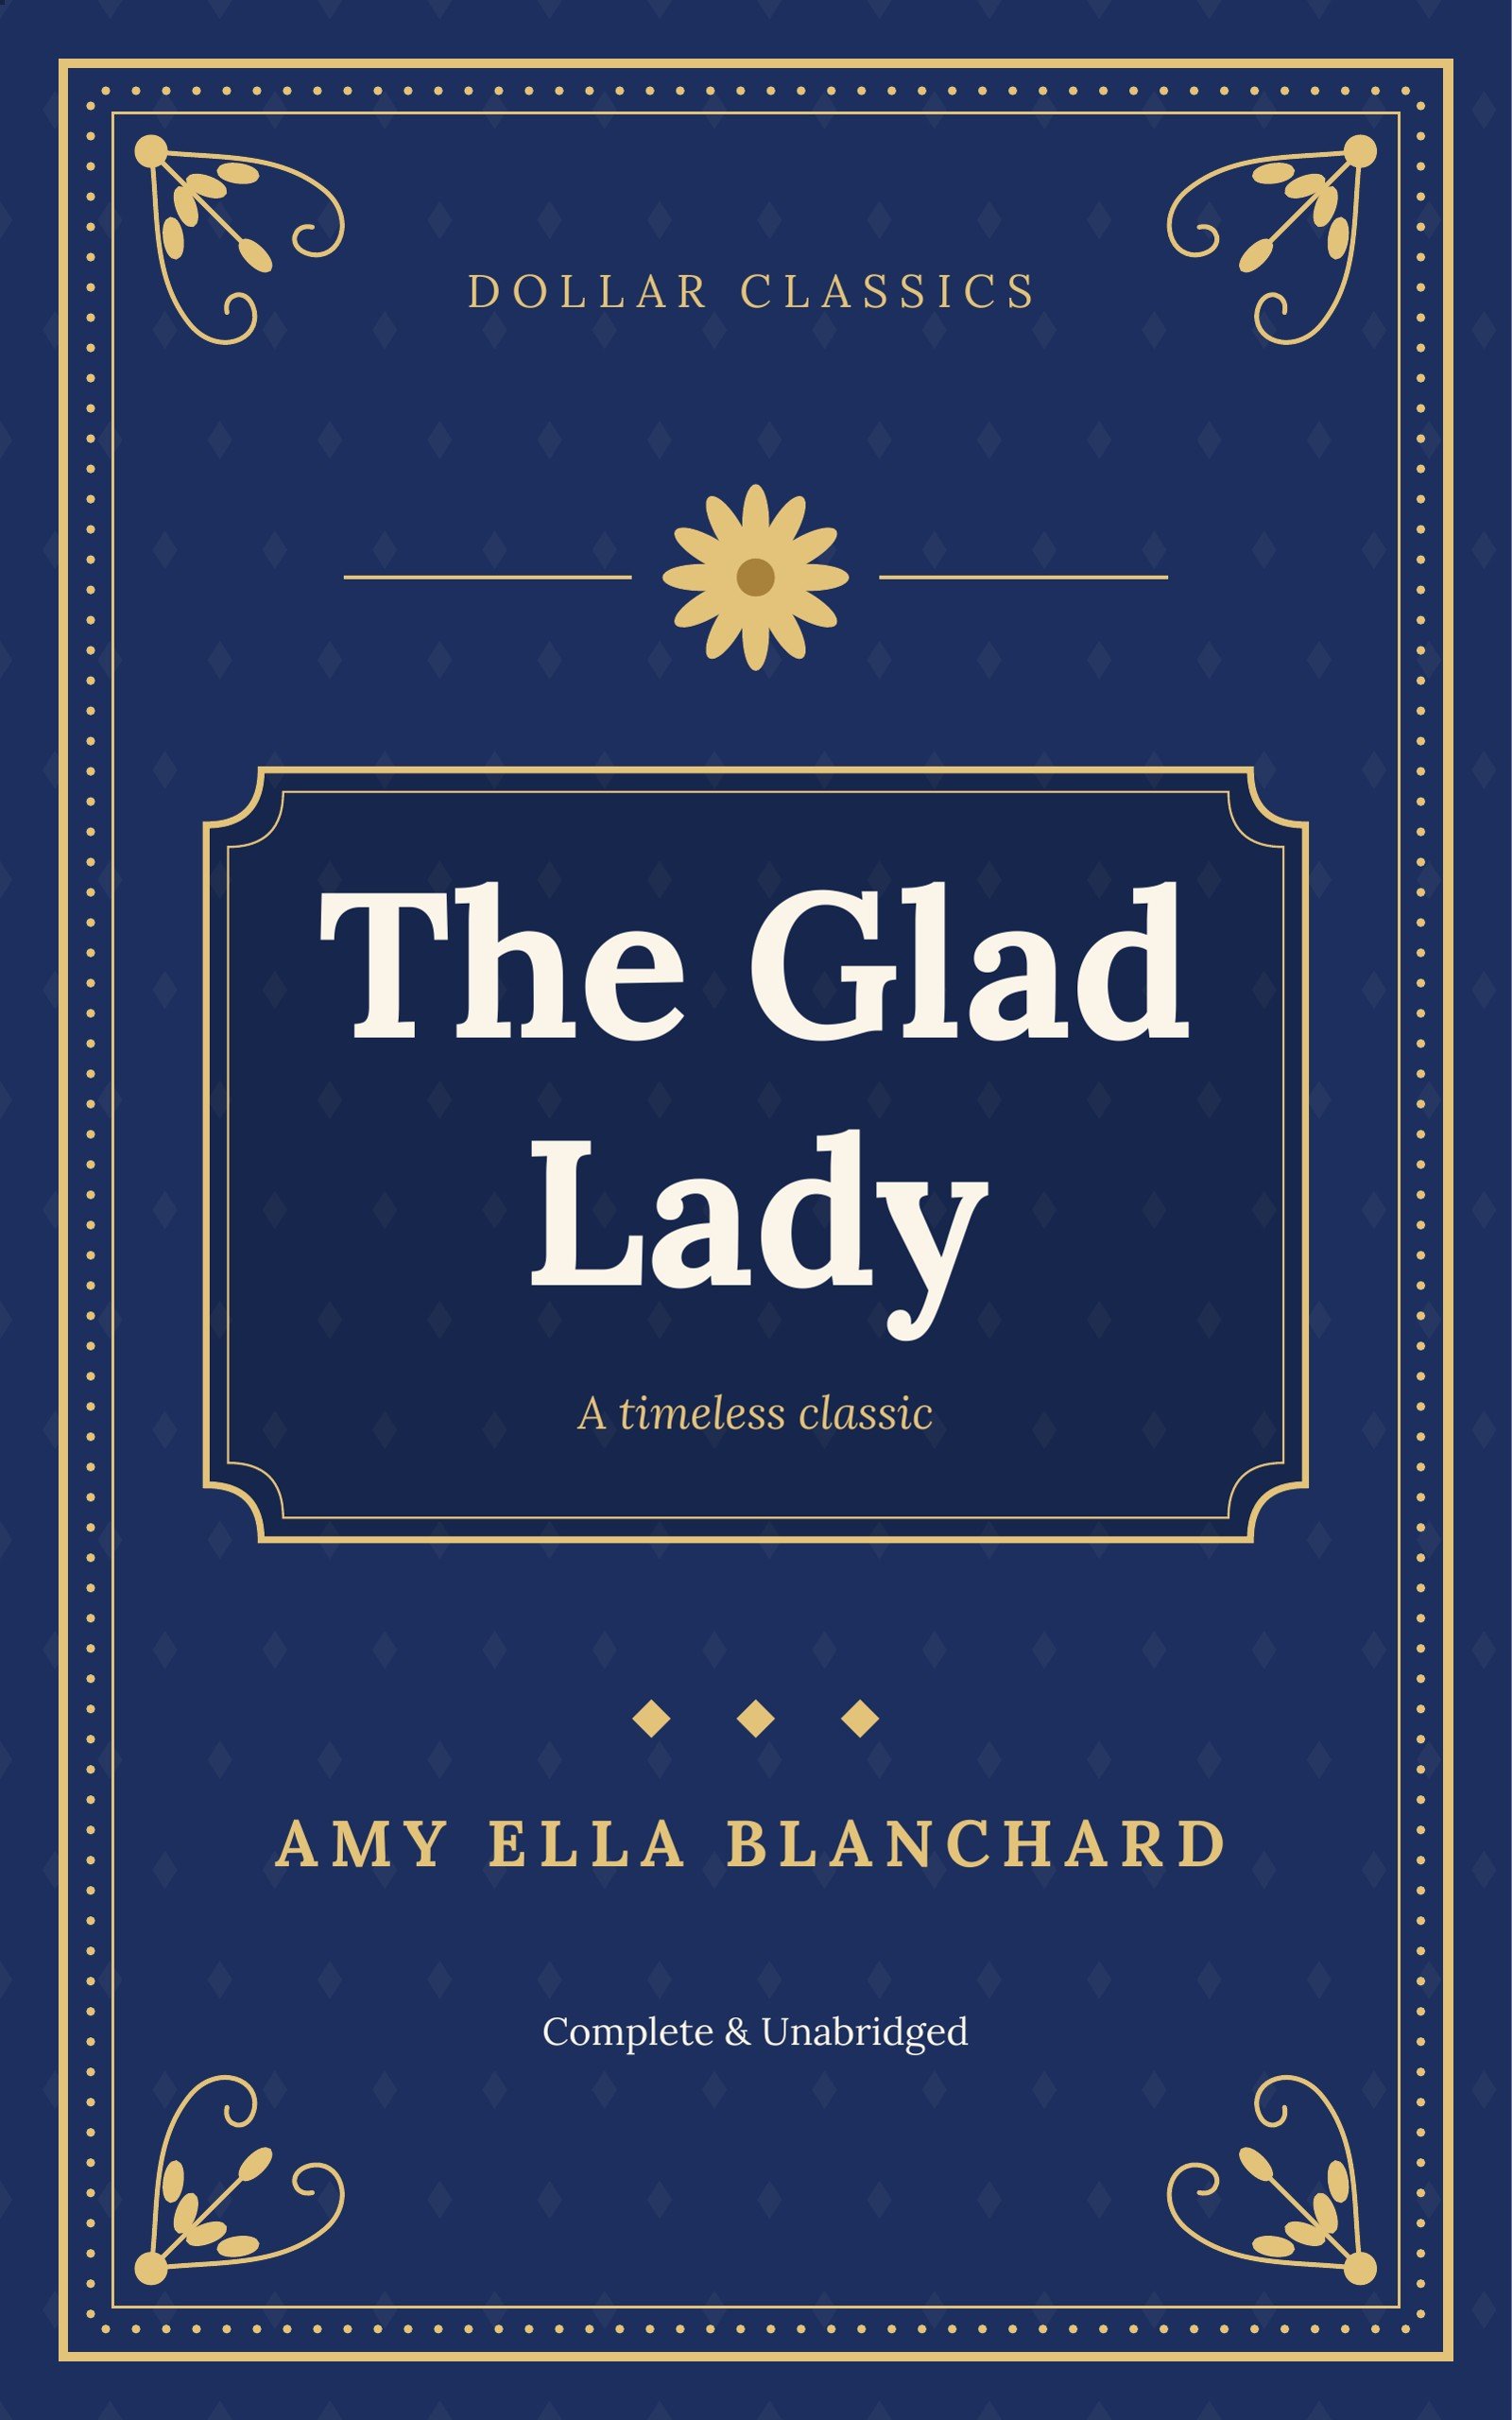 DOLLAR CLASSICS
The Glad
Lady
A timeless classic
AMY ELLA BLANCHARD
Complete & Unabridged